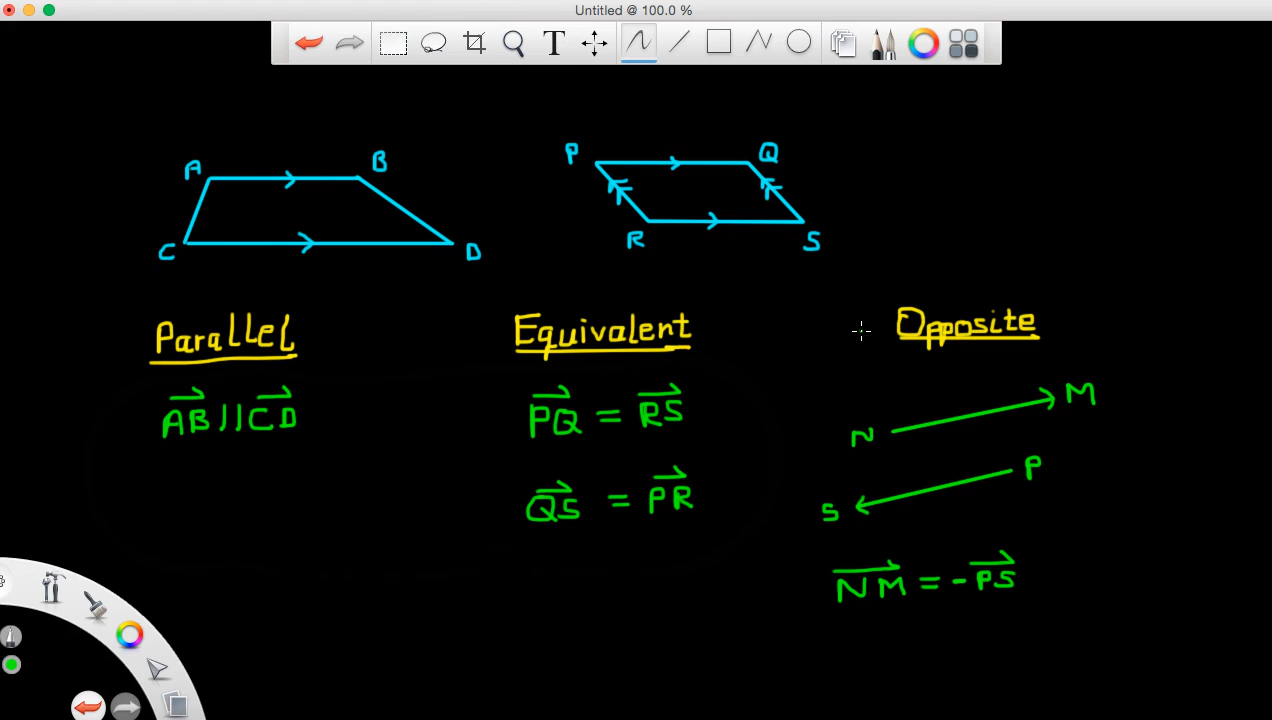 Untitled @ 100.0 %
T
A B
C D
P Q
R S
Parallel
AB // CD
Equivalent
PQ = RS
QS = PR
Opposite
N M
S P
NM = - PS